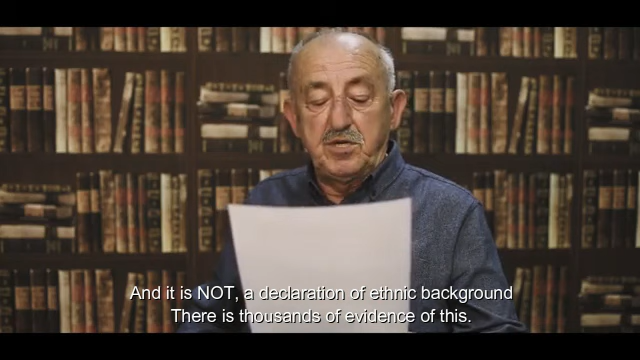 And it is NOT, a declaration of ethnic background
There is thousands of evidence of this.